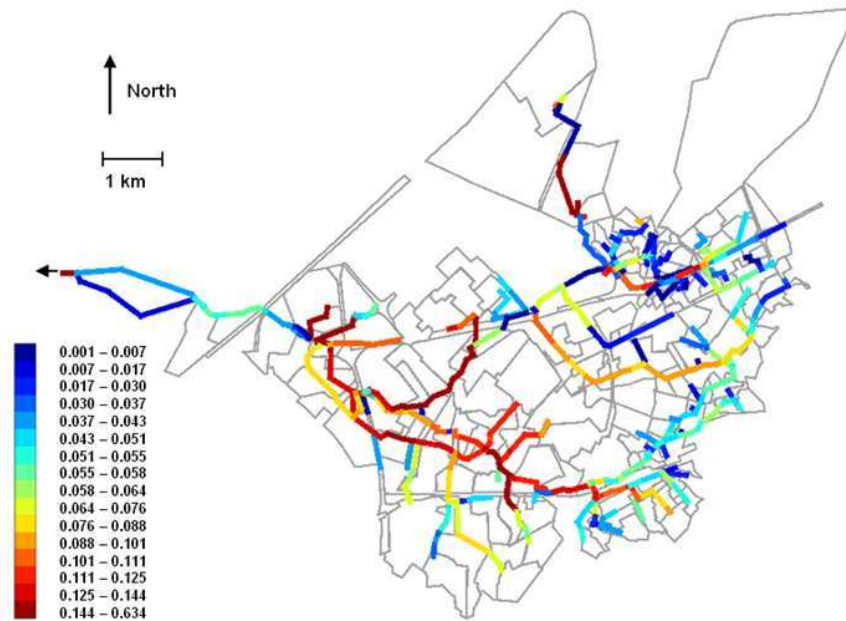 North
1 km
0.001 – 0.007
0.007 – 0.017
0.017 – 0.030
0.030 – 0.037
0.037 – 0.043
0.043 – 0.051
0.051 – 0.055
0.055 – 0.058
0.058 – 0.064
0.064 – 0.076
0.076 – 0.088
0.088 – 0.101
0.101 – 0.111
0.111 – 0.125
0.125 – 0.144
0.144 – 0.634